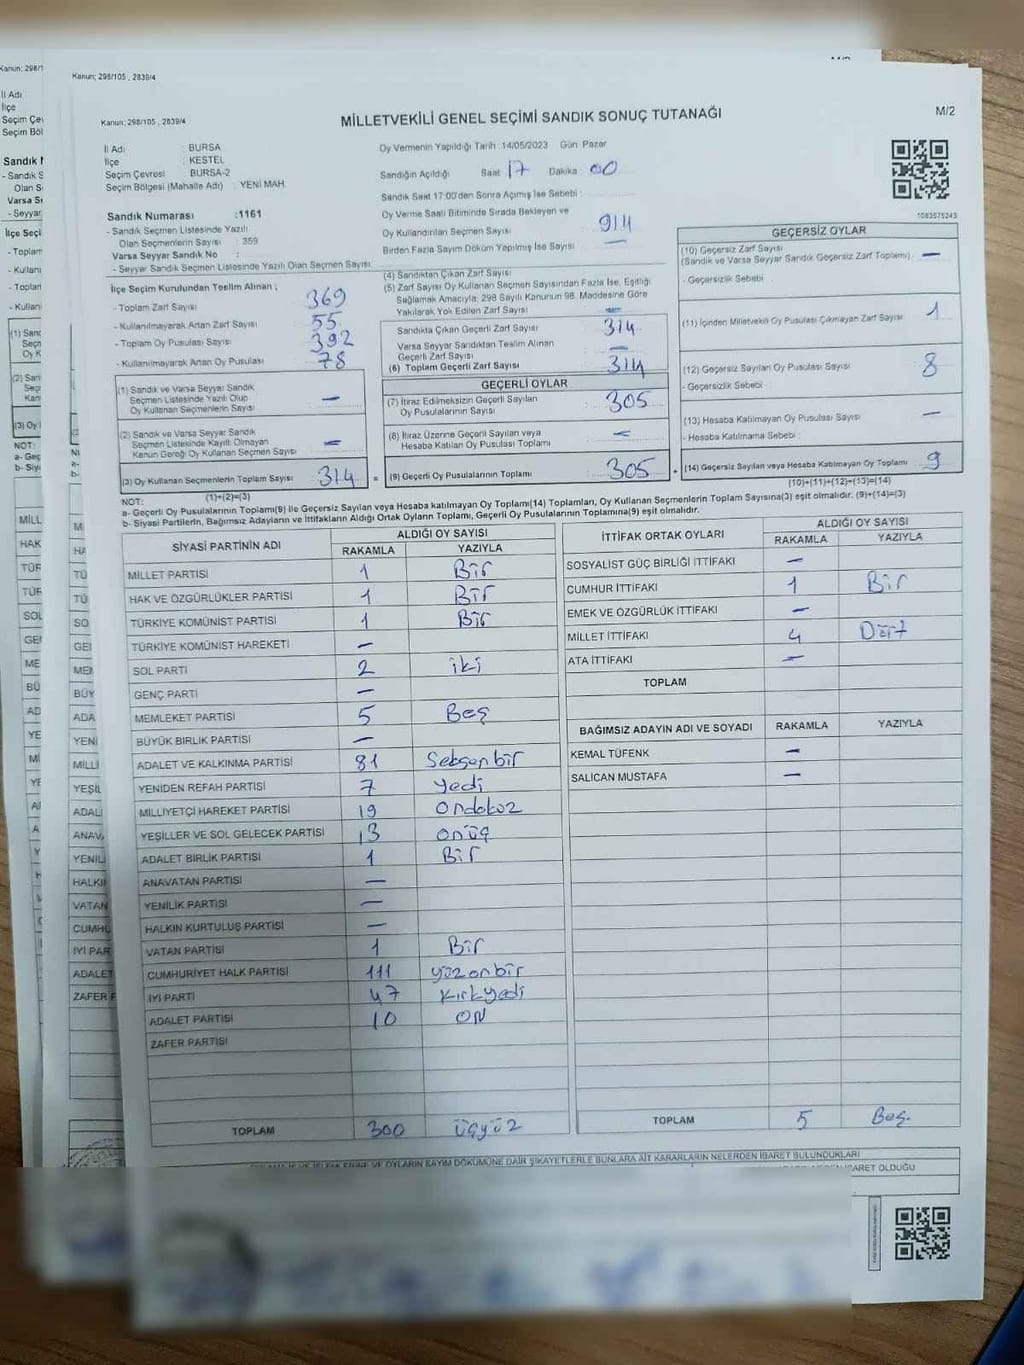 Kanun; 298/105 , 2839/4
Kanun; 298/105 , 2839/4
MİLLETVEKİLİ GENEL SEÇİMİ SANDIK SONUÇ TUTANAĞI
M/2
İl Adı : BURSA
İlçe : KESTEL
Seçim Çevresi : BURSA-2
Seçim Bölgesi (Mahalle Adı) : YENİ MAH.
Oy Vermenin Yapıldığı Tarih :14/05/2023 Gün Pazar
Sandığın Açıldığı Saat 17 Dakika 00
Sandık Saat 17:00'den Sonra Açımış İse Sebebi :
Sandık Numarası :1161
- Sandık Seçmen Listesinde Yazılı
Olan Seçmenlerin Sayısı : 359
Varsa Seyyar Sandık No :
- Seyyar Sandık Seçmen Listesinde Yazılı Olan Seçmen Sayısı:
Oy Verme Saati Bitiminde Sırada Bekleyen ve
Oy Kullandırılan Seçmen Sayısı 914
Birden Fazla Sayım Döküm Yapılmış İse Sayısı —
1083575243
İlçe Seçim Kurulundan Teslim Alınan ;
- Toplam Zarf Sayısı 369
- Kullanılmayarak Artan Zarf Sayısı 55
- Toplam Oy Pusulası Sayısı 392
- Kullanılmayarak Artan Oy Pusulası 78
(4) Sandıktan Çıkan Zarf Sayısı
(5) Zarf Sayısı Oy Kullanan Seçmen Sayısından Fazla İse, Eşitliği
Sağlamak Amacıyla; 298 Sayılı Kanunun 98. Maddesine Göre
Yakılarak Yok Edilen Zarf Sayısı —
Sandıkta Çıkan Geçerli Zarf Sayısı 314
Varsa Seyyar Sandıktan Teslim Alınan
Geçerli Zarf Sayısı —
(6) Toplam Geçerli Zarf Sayısı 314
GEÇERSİZ OYLAR
(10) Geçersiz Zarf Sayısı
(Sandık ve Varsa Seyyar Sandık Geçersiz Zarf Toplamı) —
- Geçersizlik Sebebi :
(11) İçinden Milletvekili Oy Pusulası Çıkmayan Zarf Sayısı 1
(12) Geçersiz Sayılan Oy Pusulası Sayısı 8
- Geçersizlik Sebebi :
(13) Hesaba Katılmayan Oy Pusulası Sayısı —
- Hesaba Katılmama Sebebi :
(14) Geçersiz Sayılan veya Hesaba Katılmayan Oy Toplamı 9
(10)+(11)+(12)+(13)=(14)
(1) Sandık ve Varsa Seyyar Sandık
Seçmen Listesinde Yazılı Olup
Oy Kullanan Seçmenlerin Sayısı —
(2) Sandık ve Varsa Seyyar Sandık
Seçmen Listesinde Kayıtlı Olmayan
Kanun Gereği Oy Kullanan Seçmen Sayısı —
(3) Oy Kullanan Seçmenlerin Toplam Sayısı 314 =
(1)+(2)=(3)
GEÇERLİ OYLAR
(7) İtiraz Edilmeksizin Geçerli Sayılan
Oy Pusulalarının Sayısı 305
(8) İtiraz Üzerine Geçerli Sayılan veya
Hesaba Katılan Oy Pusulası Toplamı —
(9) Geçerli Oy Pusulalarının Toplamı 305 +
NOT:
a- Geçerli Oy Pusulalarının Toplamı(9) ile Geçersiz Sayılan veya Hesaba katılmayan Oy Toplamı(14) Toplamları, Oy Kullanan Seçmenlerin Toplam Sayısına(3) eşit olmalıdır. (9)+(14)=(3)
b- Siyasi Partilerin, Bağımsız Adayların ve İttifakların Aldığı Ortak Oyların Toplamı, Geçerli Oy Pusulalarının Toplamına(9) eşit olmalıdır.
SİYASİ PARTİNİN ADI
ALDIĞI OY SAYISI
RAKAMLA YAZIYLA
MİLLET PARTİSİ 1 Bir
HAK VE ÖZGÜRLÜKLER PARTİSİ 1 Bir
TÜRKİYE KOMÜNİST PARTİSİ 1 Bir
TÜRKİYE KOMÜNİST HAREKETİ —
SOL PARTİ 2 iki
GENÇ PARTİ —
MEMLEKET PARTİSİ 5 Beş
BÜYÜK BİRLİK PARTİSİ —
ADALET VE KALKINMA PARTİSİ 81 Seksenbir
YENİDEN REFAH PARTİSİ 7 yedi
MİLLİYETÇİ HAREKET PARTİSİ 19 Ondokuz
YEŞİLLER VE SOL GELECEK PARTİSİ 13 onüç
ADALET BİRLİK PARTİSİ 1 Bir
ANAVATAN PARTİSİ —
YENİLİK PARTİSİ —
HALKIN KURTULUŞ PARTİSİ —
VATAN PARTİSİ 1 Bir
CUMHURİYET HALK PARTİSİ 111 yüzonbir
İYİ PARTİ 47 Kırkyedi
ADALET PARTİSİ 10 ON
ZAFER PARTİSİ
TOPLAM 300 üçyüz
İTTİFAK ORTAK OYLARI
ALDIĞI OY SAYISI
RAKAMLA YAZIYLA
SOSYALİST GÜÇ BİRLİĞİ İTTİFAKI —
CUMHUR İTTİFAKI 1 Bir
EMEK VE ÖZGÜRLÜK İTTİFAKI —
MİLLET İTTİFAKI 4 Dört
ATA İTTİFAKI —
TOPLAM
BAĞIMSIZ ADAYIN ADI VE SOYADI RAKAMLA YAZIYLA
KEMAL TÜFENK —
SALİCAN MUSTAFA —
TOPLAM 5 Beş.
OYLARIN SAYIM DÖKÜMÜNE DAİR ŞİKAYETLERLE BUNLARA AİT KARARLARIN NELERDEN İBARET BULUNDUKLARI